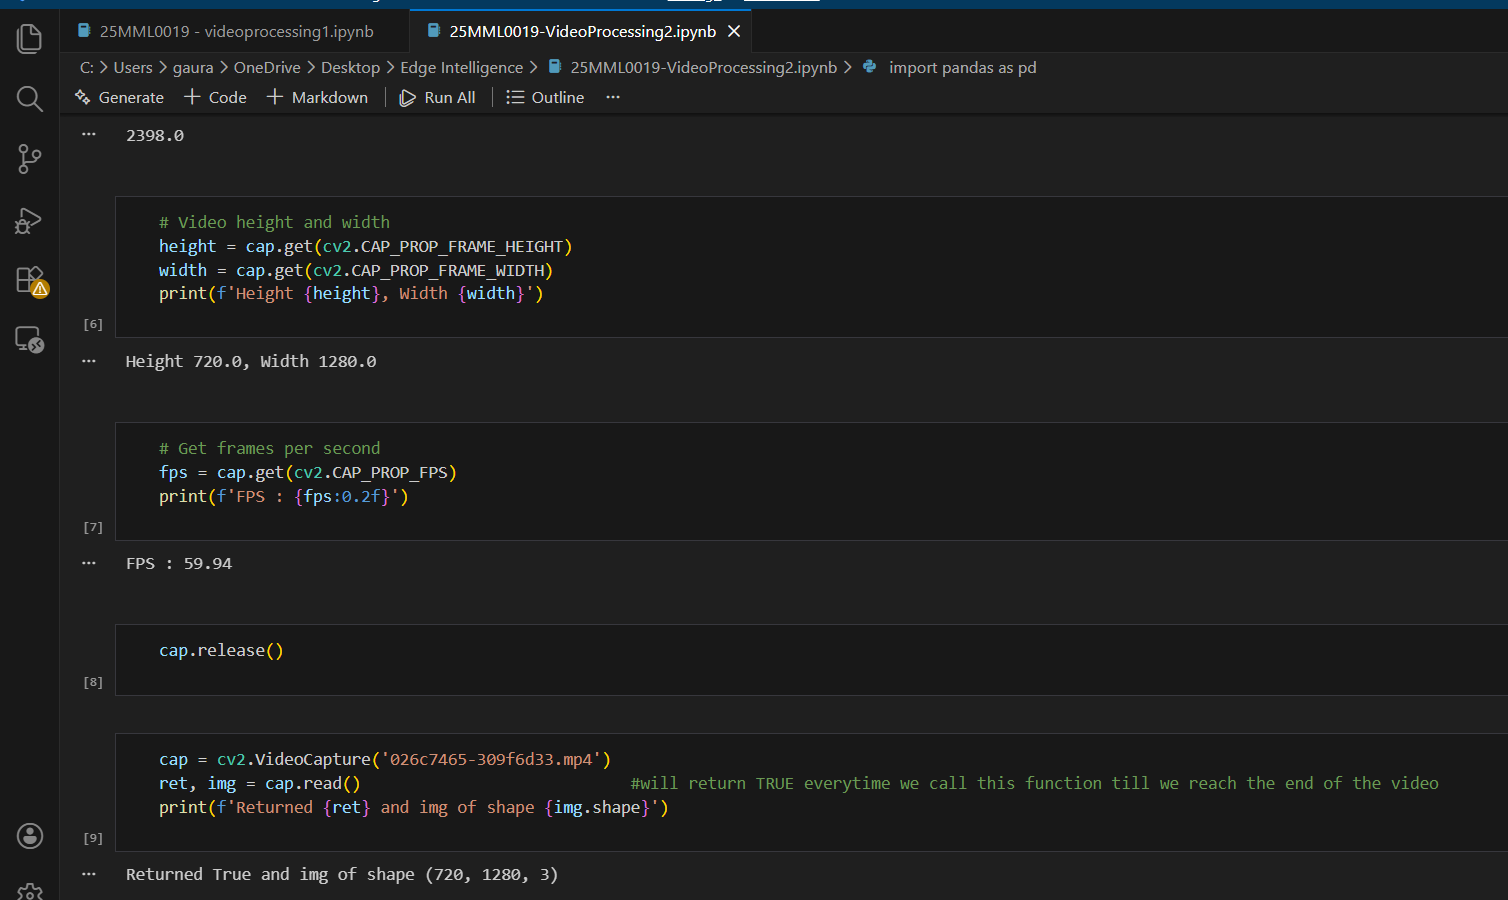 25MML0019 - videoprocessing1.ipynb
25MML0019-VideoProcessing2.ipynb
C: > Users > gaura > OneDrive > Desktop > Edge Intelligence > 25MML0019-VideoProcessing2.ipynb > import pandas as pd
Generate + Code + Markdown | Run All | Outline ...
2398.0
# Video height and width
height = cap.get(cv2.CAP_PROP_FRAME_HEIGHT)
width = cap.get(cv2.CAP_PROP_FRAME_WIDTH)
print(f'Height {height}, Width {width}')
[6]
Height 720.0, Width 1280.0
# Get frames per second
fps = cap.get(cv2.CAP_PROP_FPS)
print(f'FPS : {fps:0.2f}')
[7]
FPS : 59.94
cap.release()
[8]
cap = cv2.VideoCapture('026c7465-309f6d33.mp4')
ret, img = cap.read() #will return TRUE everytime we call this function till we reach the end of the video
print(f'Returned {ret} and img of shape {img.shape}')
[9]
Returned True and img of shape (720, 1280, 3)